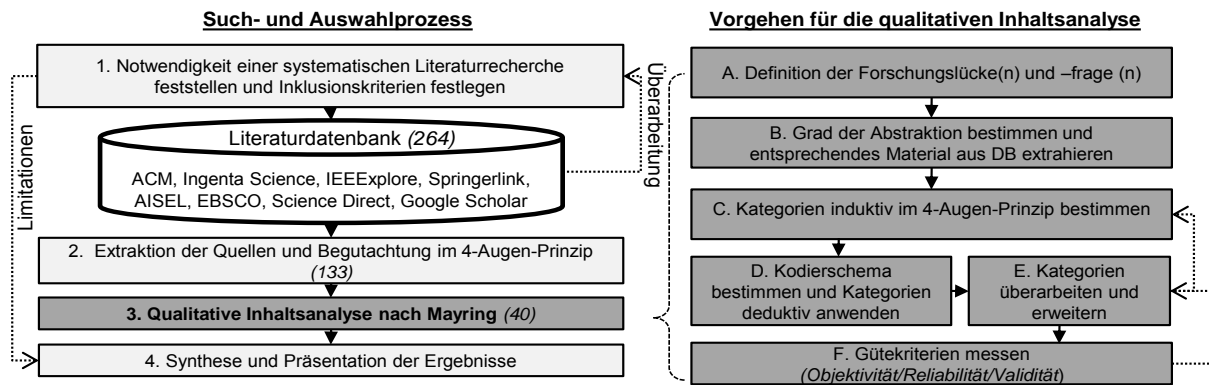 Such- und Auswahlprozess
1. Notwendigkeit einer systematischen Literaturrecherche
feststellen und Inklusionskriterien festlegen
Literaturdatenbank (264)
ACM, Ingenta Science, IEEExplore, Springerlink,
AISEL, EBSCO, Science Direct, Google Scholar
2. Extraktion der Quellen und Begutachtung im 4-Augen-Prinzip
(133)
3. Qualitative Inhaltsanalyse nach Mayring (40)
4. Synthese und Präsentation der Ergebnisse
Limitationen
Überarbeitung
Vorgehen für die qualitativen Inhaltsanalyse
A. Definition der Forschungslücke(n) und –frage (n)
B. Grad der Abstraktion bestimmen und
entsprechendes Material aus DB extrahieren
C. Kategorien induktiv im 4-Augen-Prinzip bestimmen
D. Kodierschema
bestimmen und Kategorien
deduktiv anwenden
E. Kategorien
überarbeiten und
erweitern
F. Gütekriterien messen
(Objektivität/Reliabilität/Validität)